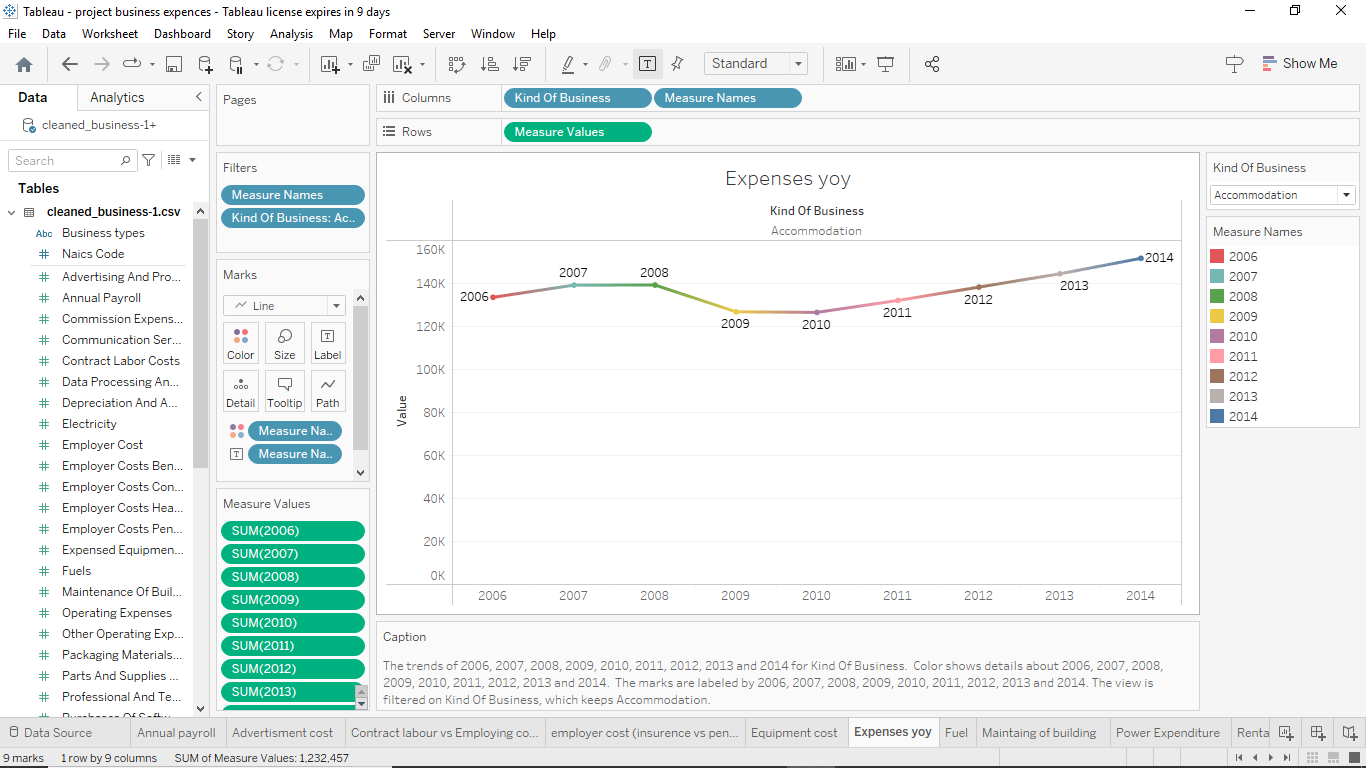 Tableau - project business expences - Tableau license expires in 9 days
File Data Worksheet Dashboard Story Analysis Map Format Server Window Help
Standard
Show Me
Data Analytics
cleaned_business-1+
Search
Tables
cleaned_business-1.csv
Abc Business types
Naics Code
Advertising And Pro...
Annual Payroll
Commission Expens...
Communication Ser...
Contract Labor Costs
Data Processing An...
Depreciation And A...
Electricity
Employer Cost
Employer Costs Ben...
Employer Costs Con...
Employer Costs Hea...
Employer Costs Pen...
Expensed Equipmen...
Fuels
Maintenance Of Buil...
Operating Expenses
Other Operating Exp...
Packaging Materials...
Parts And Supplies ...
Professional And Te...
Pages
Filters
Measure Names
Kind Of Business: Ac..
Marks
Line
Color Size Label
Detail Tooltip Path
Measure Na..
Measure Na..
Measure Values
SUM(2006)
SUM(2007)
SUM(2008)
SUM(2009)
SUM(2010)
SUM(2011)
SUM(2012)
SUM(2013)
Columns Kind Of Business Measure Names
Rows Measure Values
Expenses yoy
Kind Of Business
Accommodation
160K
140K
120K
100K
80K
60K
40K
20K
0K
Value
2006
2007
2008
2009
2010
2011
2012
2013
2014
2006 2007 2008 2009 2010 2011 2012 2013 2014
Caption
The trends of 2006, 2007, 2008, 2009, 2010, 2011, 2012, 2013 and 2014 for Kind Of Business. Color shows details about 2006, 2007, 2008,
2009, 2010, 2011, 2012, 2013 and 2014. The marks are labeled by 2006, 2007, 2008, 2009, 2010, 2011, 2012, 2013 and 2014. The view is
filtered on Kind Of Business, which keeps Accommodation.
Kind Of Business
Accommodation
Measure Names
2006
2007
2008
2009
2010
2011
2012
2013
2014
Data Source Annual payroll Advertisment cost Contract labour vs Employing co... employer cost (insurence vs pen... Equipment cost Expenses yoy Fuel Maintaing of building Power Expenditure Renta
9 marks 1 row by 9 columns SUM of Measure Values: 1,232,457